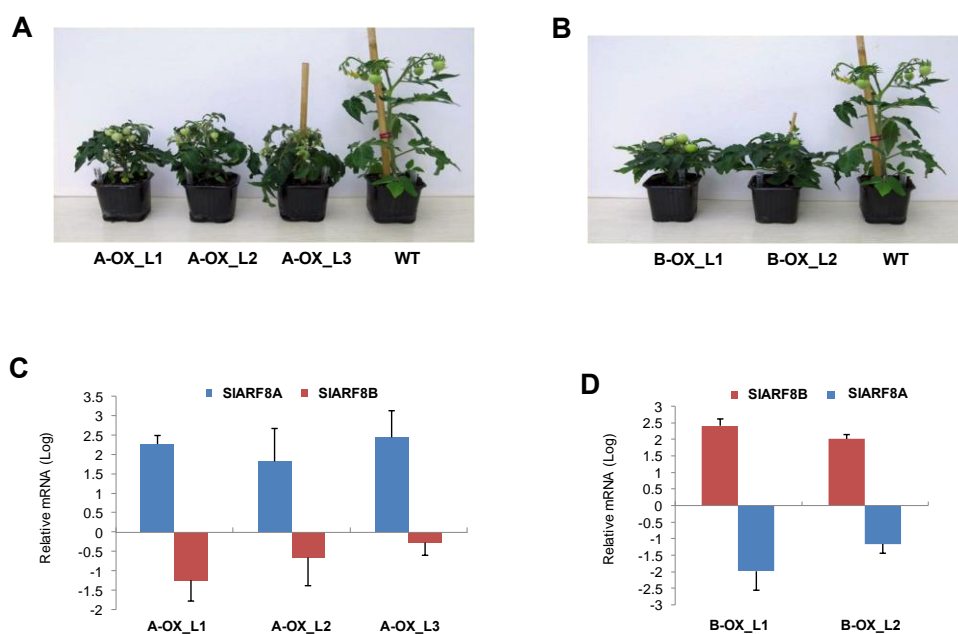 A
B
A-OX_L1 A-OX_L2 A-OX_L3 WT
B-OX_L1 B-OX_L2 WT
C
SlARF8A SlARF8B
Relative mRNA (Log)
3.5
3
2.5
2
1.5
1
0.5
0
-0.5
-1
-1.5
-2
A-OX_L1 A-OX_L2 A-OX_L3
D
SlARF8B SlARF8A
Relative mRNA (Log)
3
2.5
2
1.5
1
0.5
0
-0.5
-1
-1.5
-2
-2.5
-3
B-OX_L1 B-OX_L2